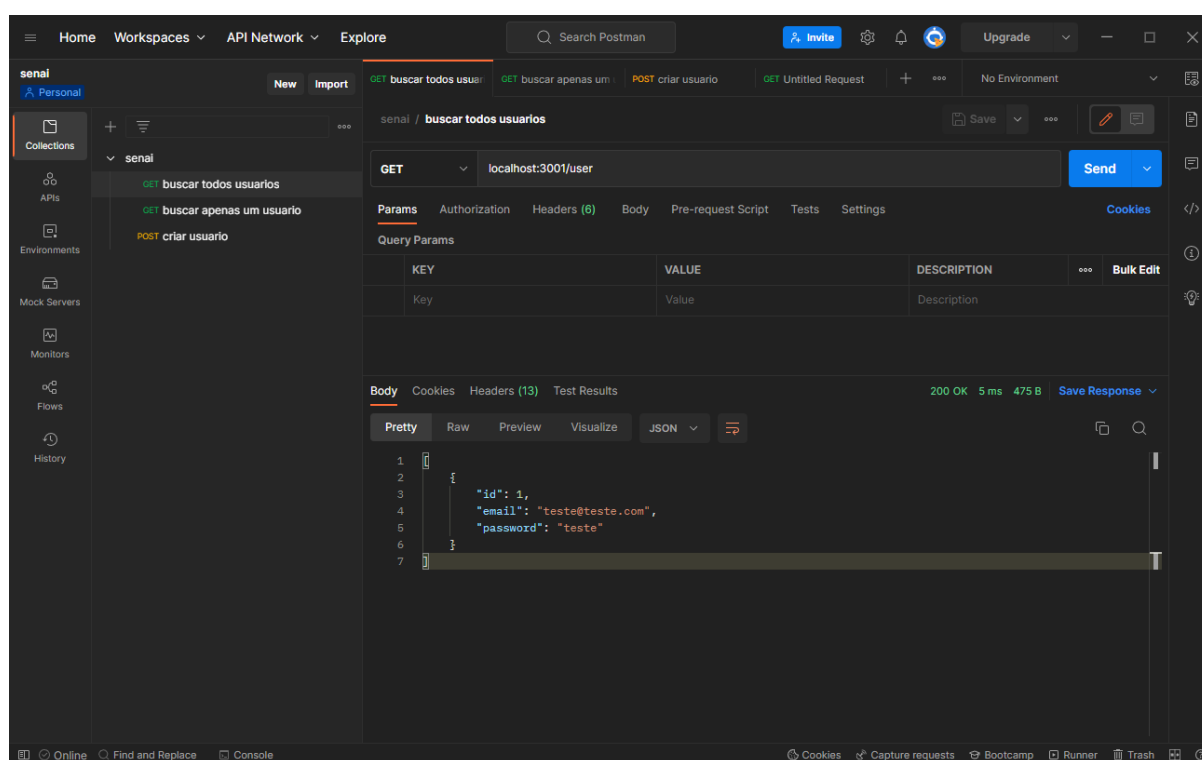 Home Workspaces API Network Explore Search Postman Invite Upgrade
senai
Personal
New Import
GET buscar todos usuar GET buscar apenas um POST criar usuario GET Untitled Request No Environment
senai / buscar todos usuarios Save
Collections
APIs
Environments
Mock Servers
Monitors
Flows
History
senai
GET buscar todos usuarios
GET buscar apenas um usuario
POST criar usuario
GET localhost:3001/user Send
Params Authorization Headers (6) Body Pre-request Script Tests Settings Cookies
Query Params
KEY VALUE DESCRIPTION Bulk Edit
Key Value Description
Body Cookies Headers (13) Test Results 200 OK 5 ms 475 B Save Response
Pretty Raw Preview Visualize JSON
1 [
2 {
3 "id": 1,
4 "email": "teste@teste.com",
5 "password": "teste"
6 }
7 ]
Online Find and Replace Console Cookies Capture requests Bootcamp Runner Trash